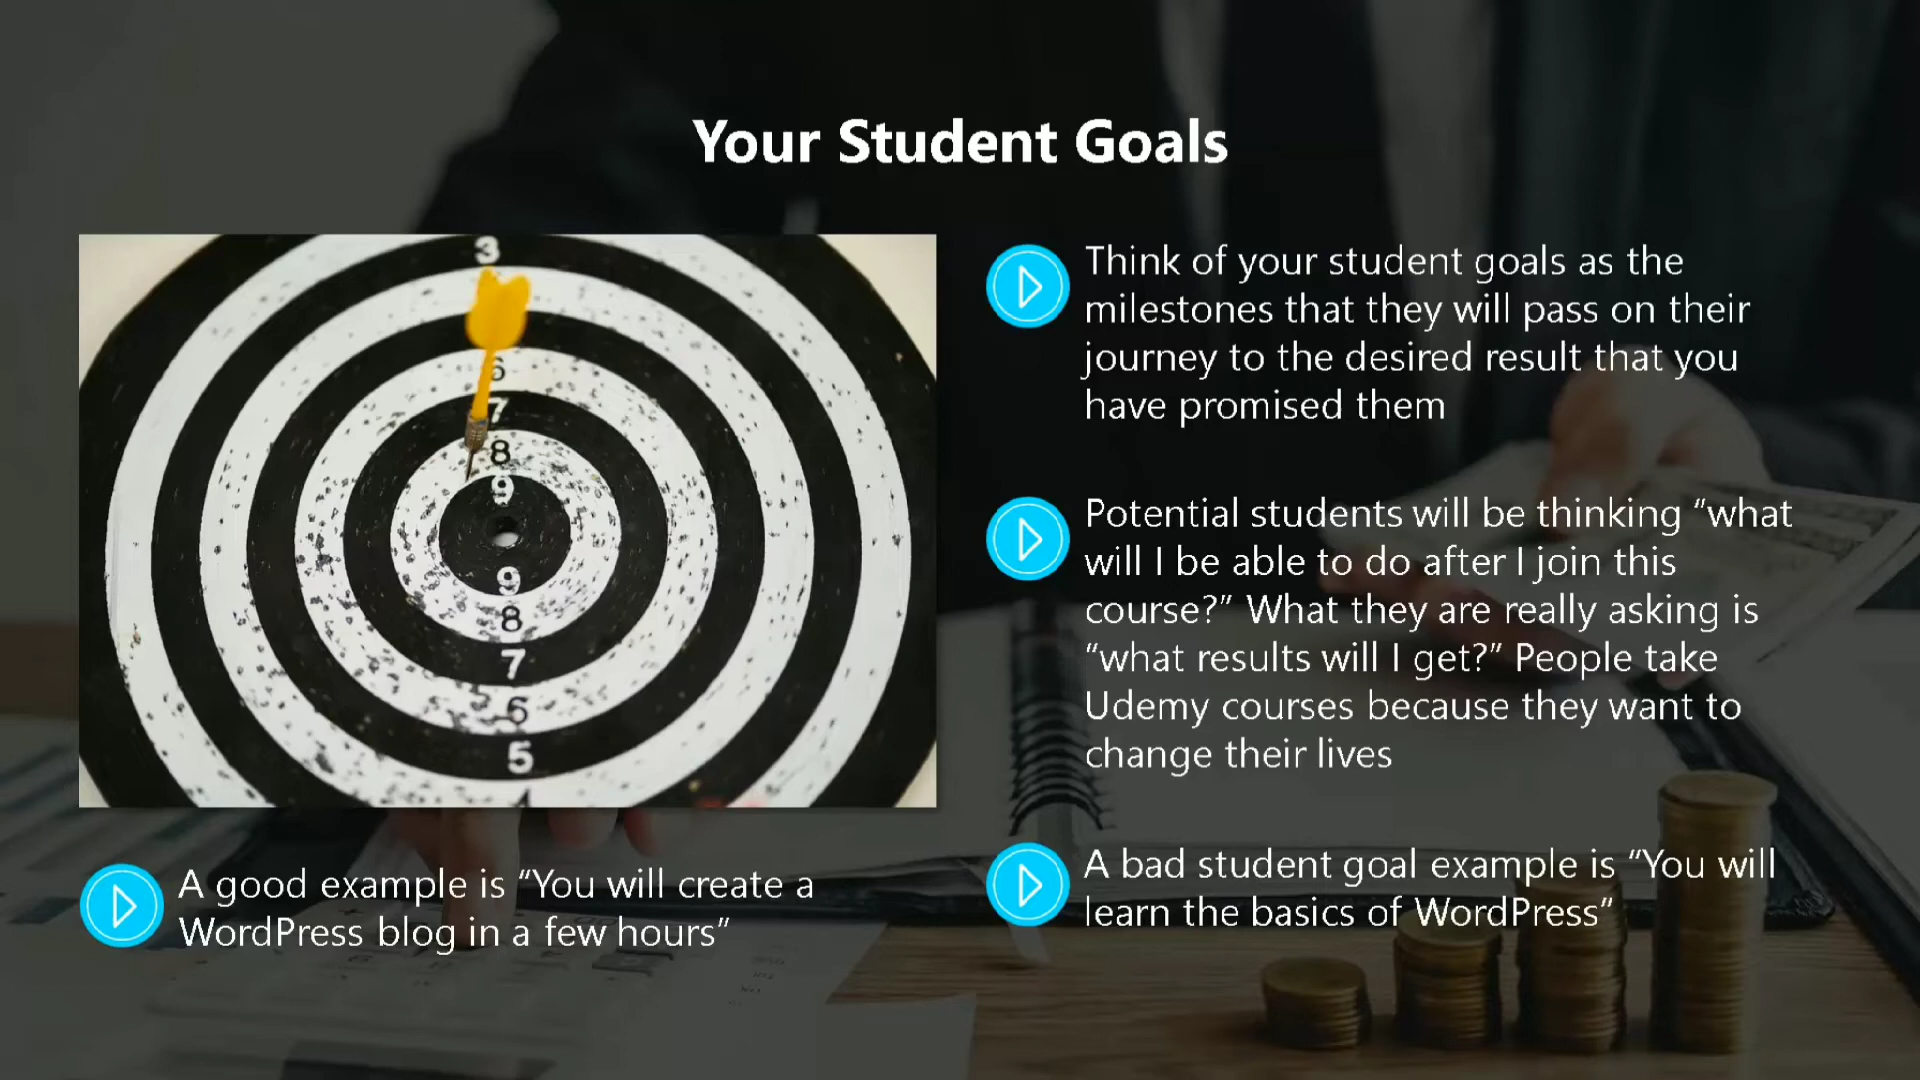 Your Student Goals
3
6
7
8
9
9
8
7
6
5
Think of your student goals as the
milestones that they will pass on their
journey to the desired result that you
have promised them
Potential students will be thinking “what
will I be able to do after I join this
course?” What they are really asking is
“what results will I get?” People take
Udemy courses because they want to
change their lives
A good example is “You will create a
WordPress blog in a few hours”
A bad student goal example is “You will
learn the basics of WordPress”